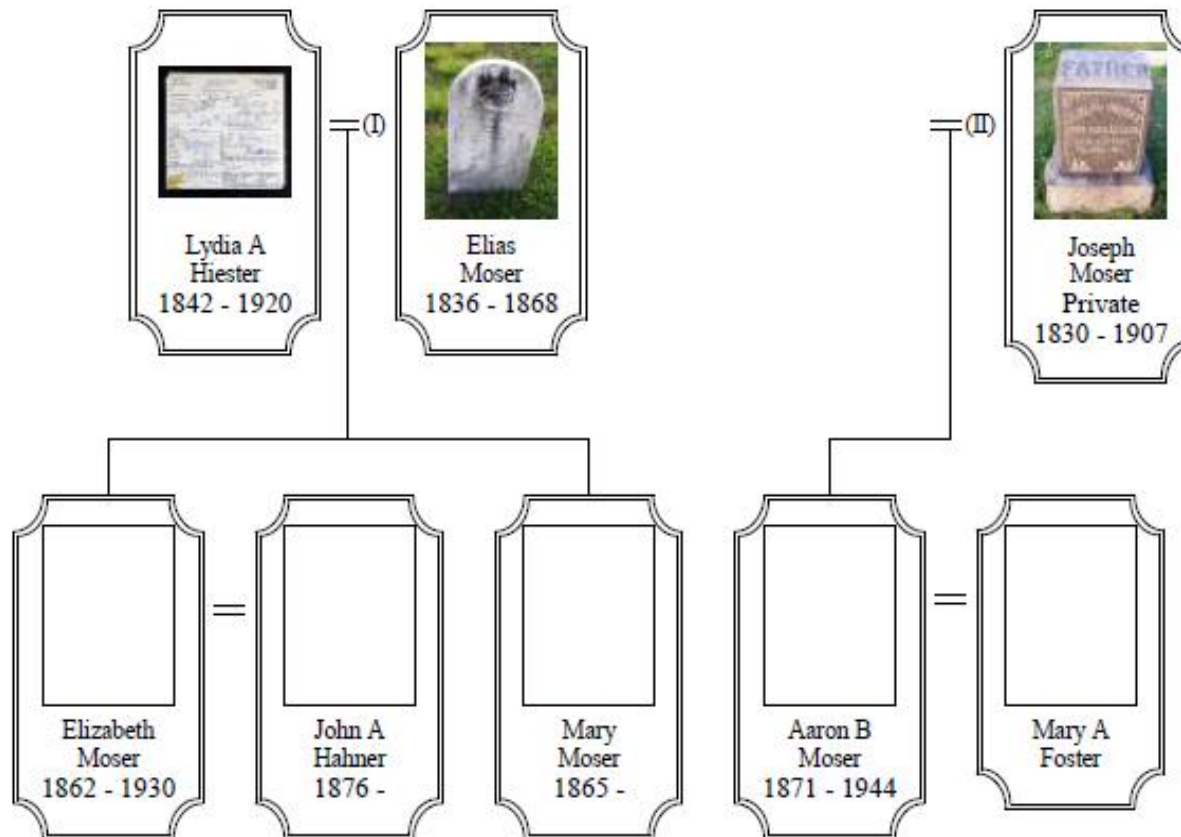 =(I)
=(II)
FATHER
Lydia A
Hiester
1842 - 1920
Elias
Moser
1836 - 1868
Joseph
Moser
Private
1830 - 1907
Elizabeth
Moser
1862 - 1930
John A
Hahner
1876 -
Mary
Moser
1865 -
Aaron B
Moser
1871 - 1944
Mary A
Foster